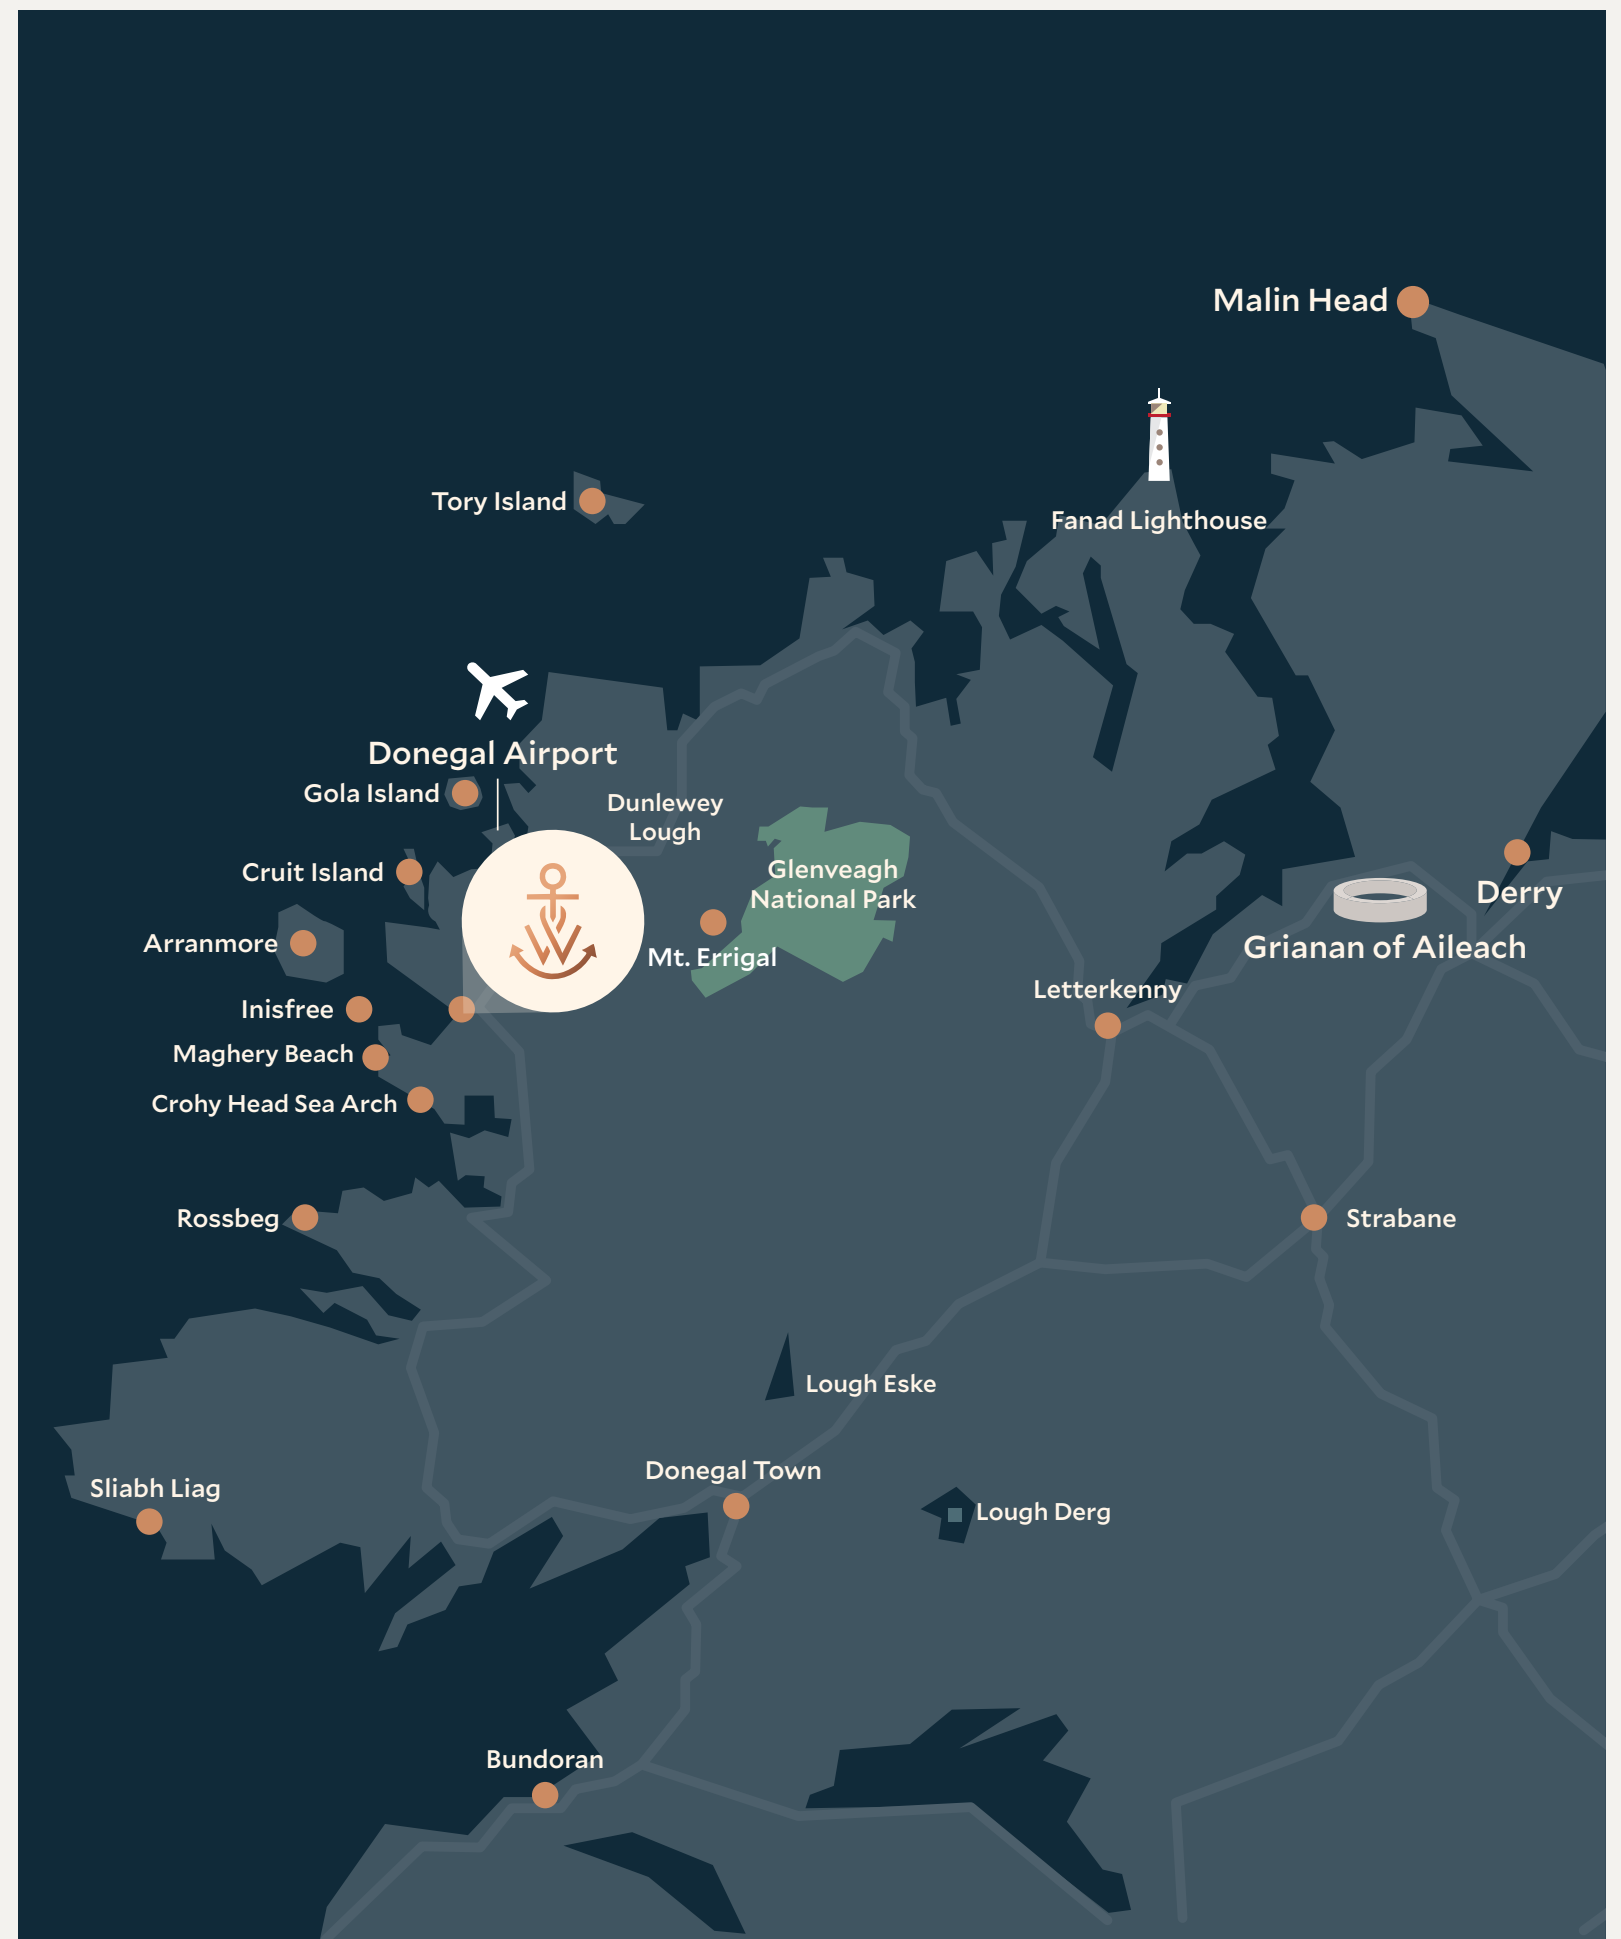 Malin Head
Tory Island
Fanad Lighthouse
Donegal Airport
Gola Island
Dunlewey
Lough
Cruit Island
Glenveagh
National Park
Derry
Arranmore
Mt. Errigal
Grianan of Aileach
Letterkenny
Inisfree
Maghery Beach
Crohy Head Sea Arch
Rossbeg
Strabane
Lough Eske
Donegal Town
Sliabh Liag
Lough Derg
Bundoran